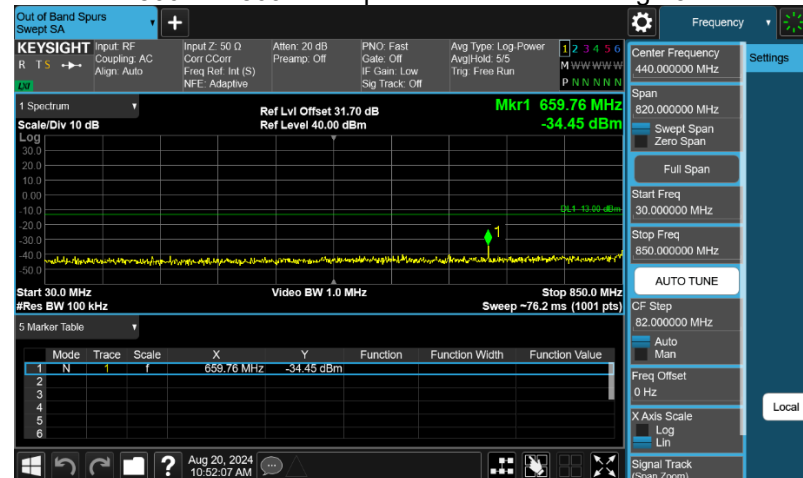 Out of Band Spurs
Swept SA
Frequency
KEYSIGHT
R T S
LXI
Input: RF
Coupling: AC
Align: Auto
Input Z: 50 Ω
Corr CCorr
Freq Ref: Int (S)
NFE: Adaptive
Atten: 20 dB
Preamp: Off
PNO: Fast
Gate: Off
IF Gain: Low
Sig Track: Off
Avg Type: Log-Power
Avg|Hold: 5/5
Trig: Free Run
1 2 3 4 5 6
M W W W W W
P N N N N N
1 Spectrum
Scale/Div 10 dB
Ref Lvl Offset 31.70 dB
Ref Level 40.00 dBm
Mkr1 659.76 MHz
-34.45 dBm
Log
30.0
20.0
10.0
0.00
-10.0
-20.0
-30.0
-40.0
-50.0
DL1 -13.00 dBm
1
Start 30.0 MHz
#Res BW 100 kHz
Video BW 1.0 MHz
Stop 850.0 MHz
Sweep ~76.2 ms (1001 pts)
5 Marker Table
Mode Trace Scale X Y Function Function Width Function Value
1 N 1 f 659.76 MHz -34.45 dBm
2
3
4
5
6
Aug 20, 2024
10:52:07 AM
Center Frequency
440.000000 MHz
Span
820.000000 MHz
Swept Span
Zero Span
Full Span
Start Freq
30.000000 MHz
Stop Freq
850.000000 MHz
AUTO TUNE
CF Step
82.000000 MHz
Auto
Man
Freq Offset
0 Hz
X Axis Scale
Log
Lin
Signal Track
(Span Zoom)
Settings
Local